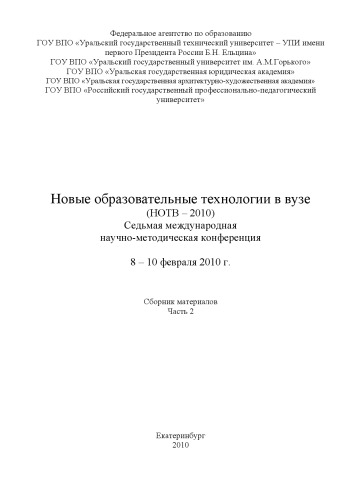 Федеральное агентство по образованию
ГОУ ВПО «Уральский государственный технический университет – УПИ имени
первого Президента России Б.Н. Ельцина»
ГОУ ВПО «Уральский государственный университет им. А.М.Горького»
ГОУ ВПО «Уральская государственная юридическая академия»
ГОУ ВПО «Уральская государственная архитектурно-художественная академия»
ГОУ ВПО «Российский государственный профессионально-педагогический
университет»
Новые образовательные технологии в вузе
(НОТВ – 2010)
Седьмая международная
научно-методическая конференция
8 – 10 февраля 2010 г.
Сборник материалов
Часть 2
Екатеринбург
2010